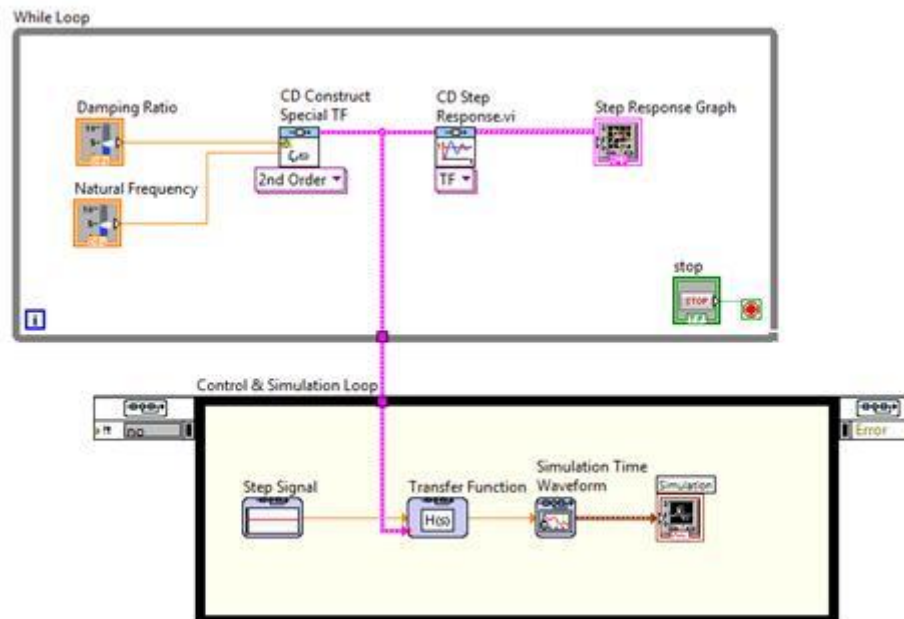 While Loop
Damping Ratio
CD Construct
Special TF
CD Step
Response.vi
Step Response Graph
2nd Order
TF
Natural Frequency
stop
STOP
i
Control & Simulation Loop
Error
Step Signal
Transfer Function
H(s)
Simulation Time
Waveform
Simulation